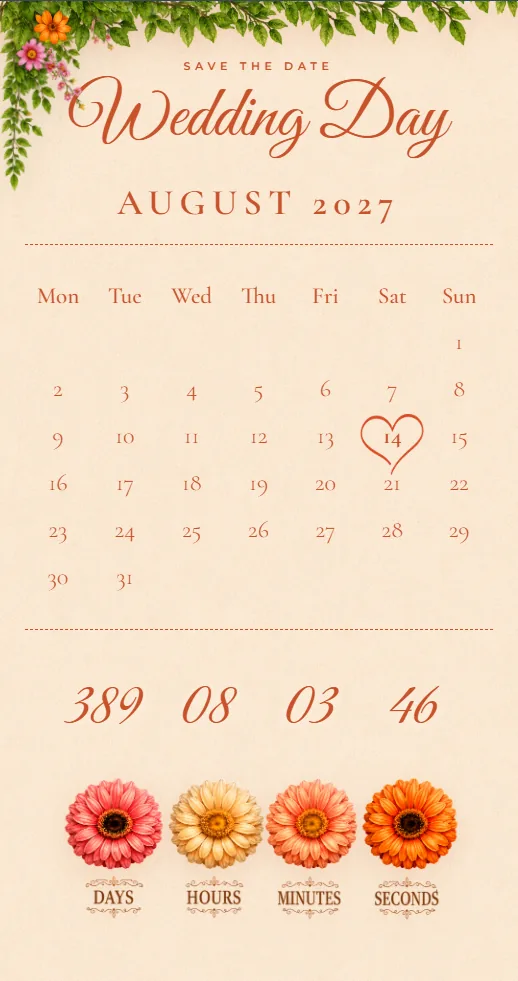 SAVE THE DATE
Wedding Day
AUGUST 2027
Mon Tue Wed Thu Fri Sat Sun
1
2 3 4 5 6 7 8
9 10 11 12 13 14 15
16 17 18 19 20 21 22
23 24 25 26 27 28 29
30 31
389 08 03 46
DAYS HOURS MINUTES SECONDS